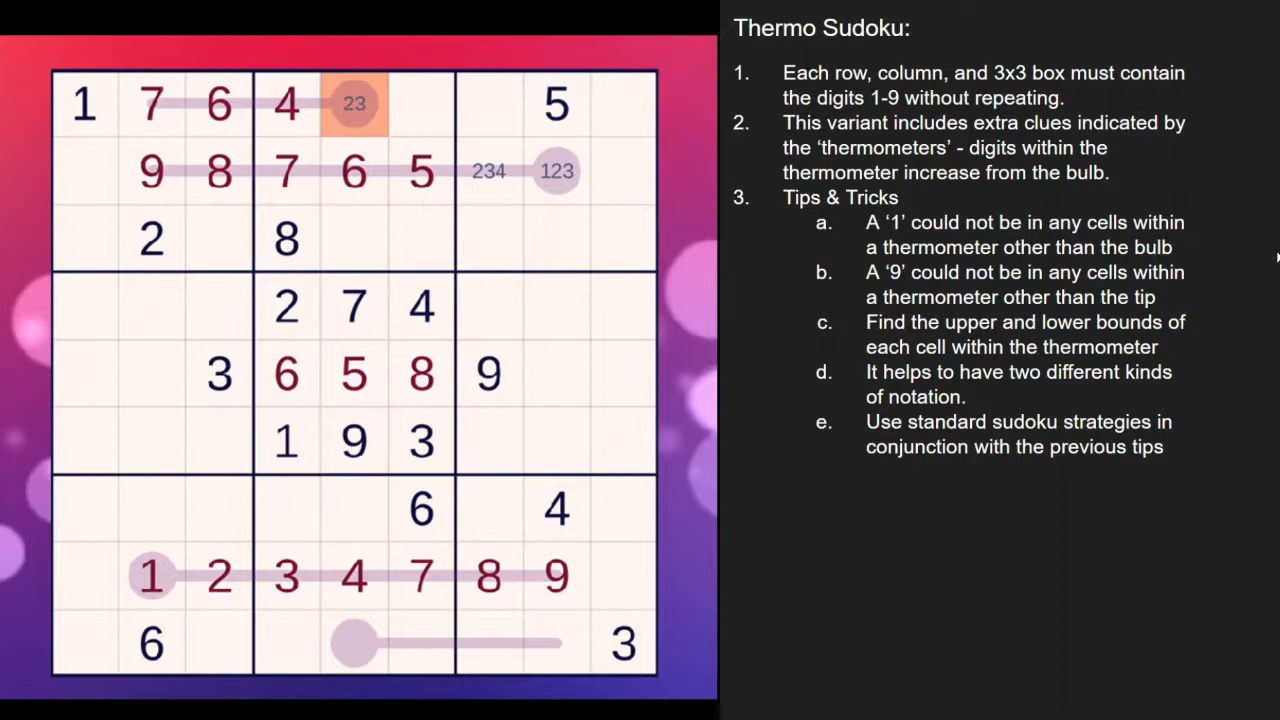 Thermo Sudoku:
1. Each row, column, and 3x3 box must contain
the digits 1-9 without repeating.
2. This variant includes extra clues indicated by
the ‘thermometers’ - digits within the
thermometer increase from the bulb.
3. Tips & Tricks
a. A ‘1’ could not be in any cells within
a thermometer other than the bulb
b. A ‘9’ could not be in any cells within
a thermometer other than the tip
c. Find the upper and lower bounds of
each cell within the thermometer
d. It helps to have two different kinds
of notation.
e. Use standard sudoku strategies in
conjunction with the previous tips
1 7 6 4 23 5
9 8 7 6 5 234 123
2 8
2 7 4
3 6 5 8 9
1 9 3
6 4
1 2 3 4 7 8 9
6 3